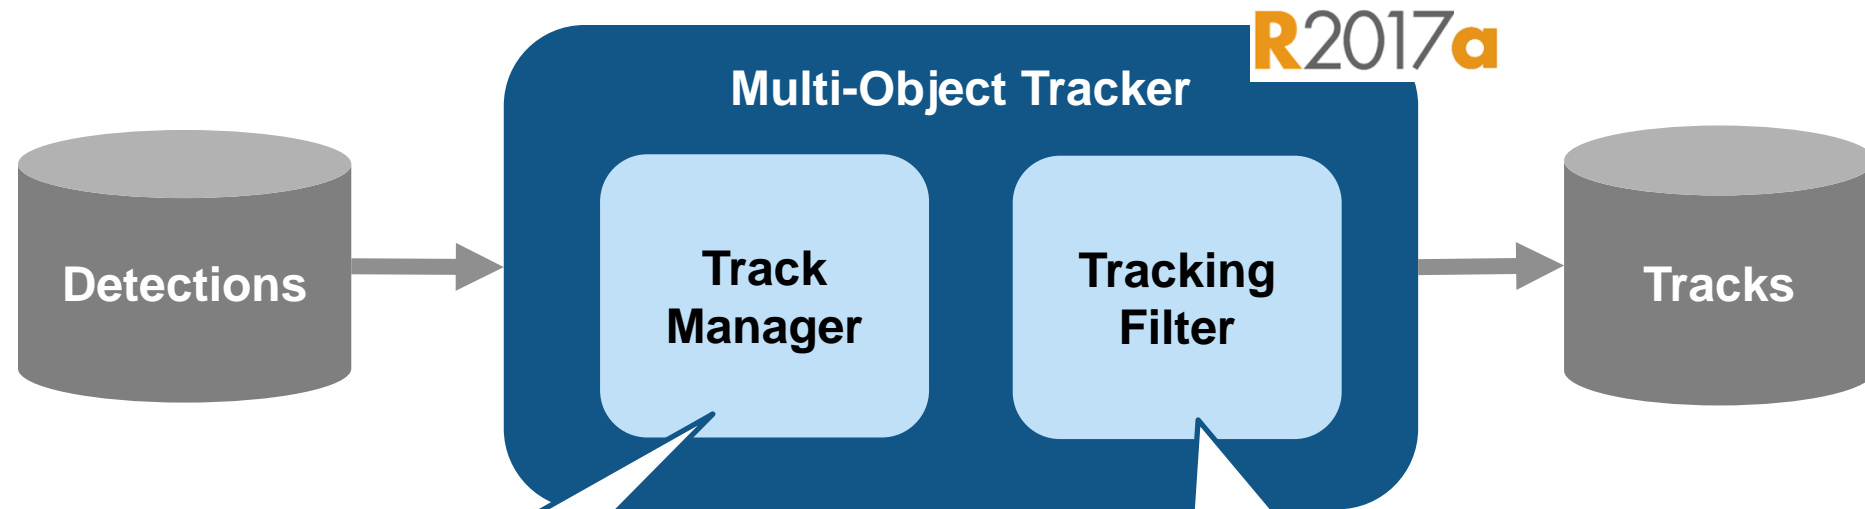 R2017a
Multi-Object Tracker
Detections
Track
Manager
Tracking
Filter
Tracks